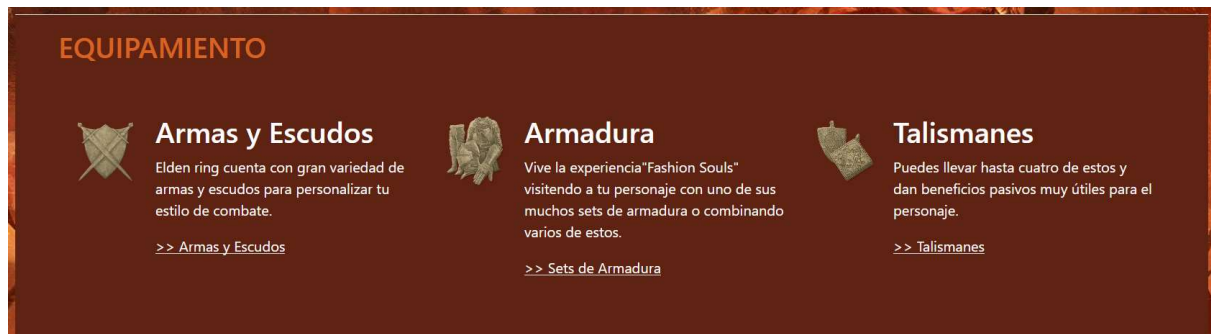 EQUIPAMIENTO
Armas y Escudos
Elden ring cuenta con gran variedad de
armas y escudos para personalizar tu
estilo de combate.
>> Armas y Escudos
Armadura
Vive la experiencia"Fashion Souls"
visitendo a tu personaje con uno de sus
muchos sets de armadura o combinando
varios de estos.
>> Sets de Armadura
Talismanes
Puedes llevar hasta cuatro de estos y
dan beneficios pasivos muy útiles para el
personaje.
>> Talismanes